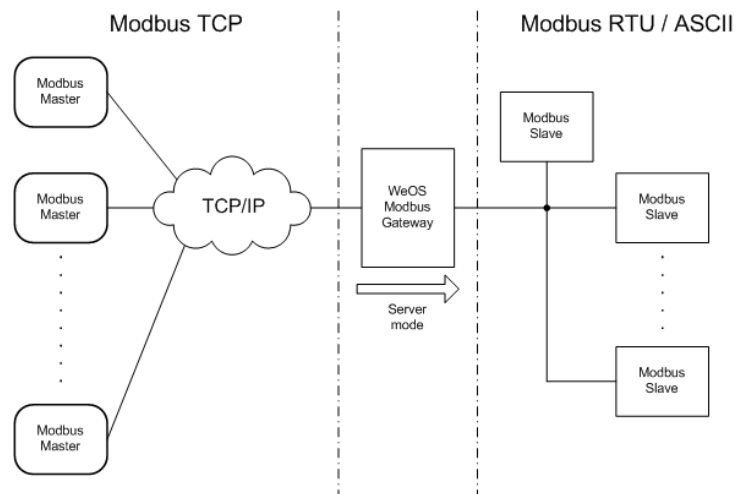 Modbus TCP
Modbus RTU / ASCII
Modbus
Master
Modbus
Master
Modbus
Master
TCP/IP
WeOS
Modbus
Gateway
Server
mode
Modbus
Slave
Modbus
Slave
Modbus
Slave